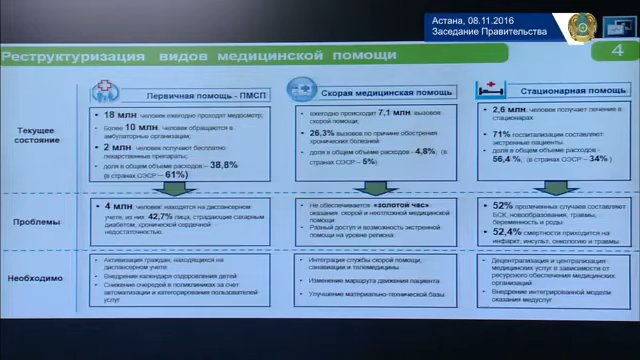 Астана, 08.11.2016
Заседание Правительства
Реструктуризация видов медицинской помощи
4
Первичная помощь - ПМСП
Скорая медицинская помощь
Стационарная помощь
Текущее
состояние
• 18 млн. человек ежегодно проходят медосмотр;
• Более 10 млн. человек обращаются в
амбулаторные организации;
• 2 млн. человек получает бесплатно
лекарственные препараты;
• доля в общем объеме расходов – 38,8%
(в странах ОЭСР – 61%)
• ежегодно происходит 7,1 млн. вызовов
скорой помощи;
• 26,3% вызовов по причине обострения
хронических болезней
• доля в общем объеме расходов - 4,8%, (в
странах ОЭСР – 5%)
• 2,6 млн. человек получает лечение в
стационарах
• 71% госпитализации составляют
экстренные пациенты
• доля в общем объеме расходов-
56,4 %, (в странах ОЭСР – 34% )
Проблемы
• 4 млн. человек находятся на диспансерном
учете, из них 42,7% лица, страдающие сахарным
диабетом, хронической сердечной
недостаточностью.
• Не обеспечивается «золотой час»
оказания скорой и неотложной медицинской
помощи
• Разный доступ и возможность экстренной
помощи на уровне региона.
• 52% пролеченных случаев составляют
БСК, новообразования, травмы,
беременность и роды.
• 52,4% смертности приходится на
инфаркт, инсульт, онкологию и травмы
Необходимо
• Активизация граждан, находящихся на
диспансерном учете
• Внедрение календаря оздоровления детей
• Снижение очередей в поликлиниках за счет
автоматизации и категорирования пользователей
услуг
• Интеграция службы скорой помощи,
санавиации и телемедицины
• Изменение маршрута движения пациента
• Улучшение материально-технической базы
• Децентрализация и централизация
медицинских услуг в зависимости от
ресурсного обеспечения медицинских
организаций
• Внедрение интегрированной модели
оказания медуслуг